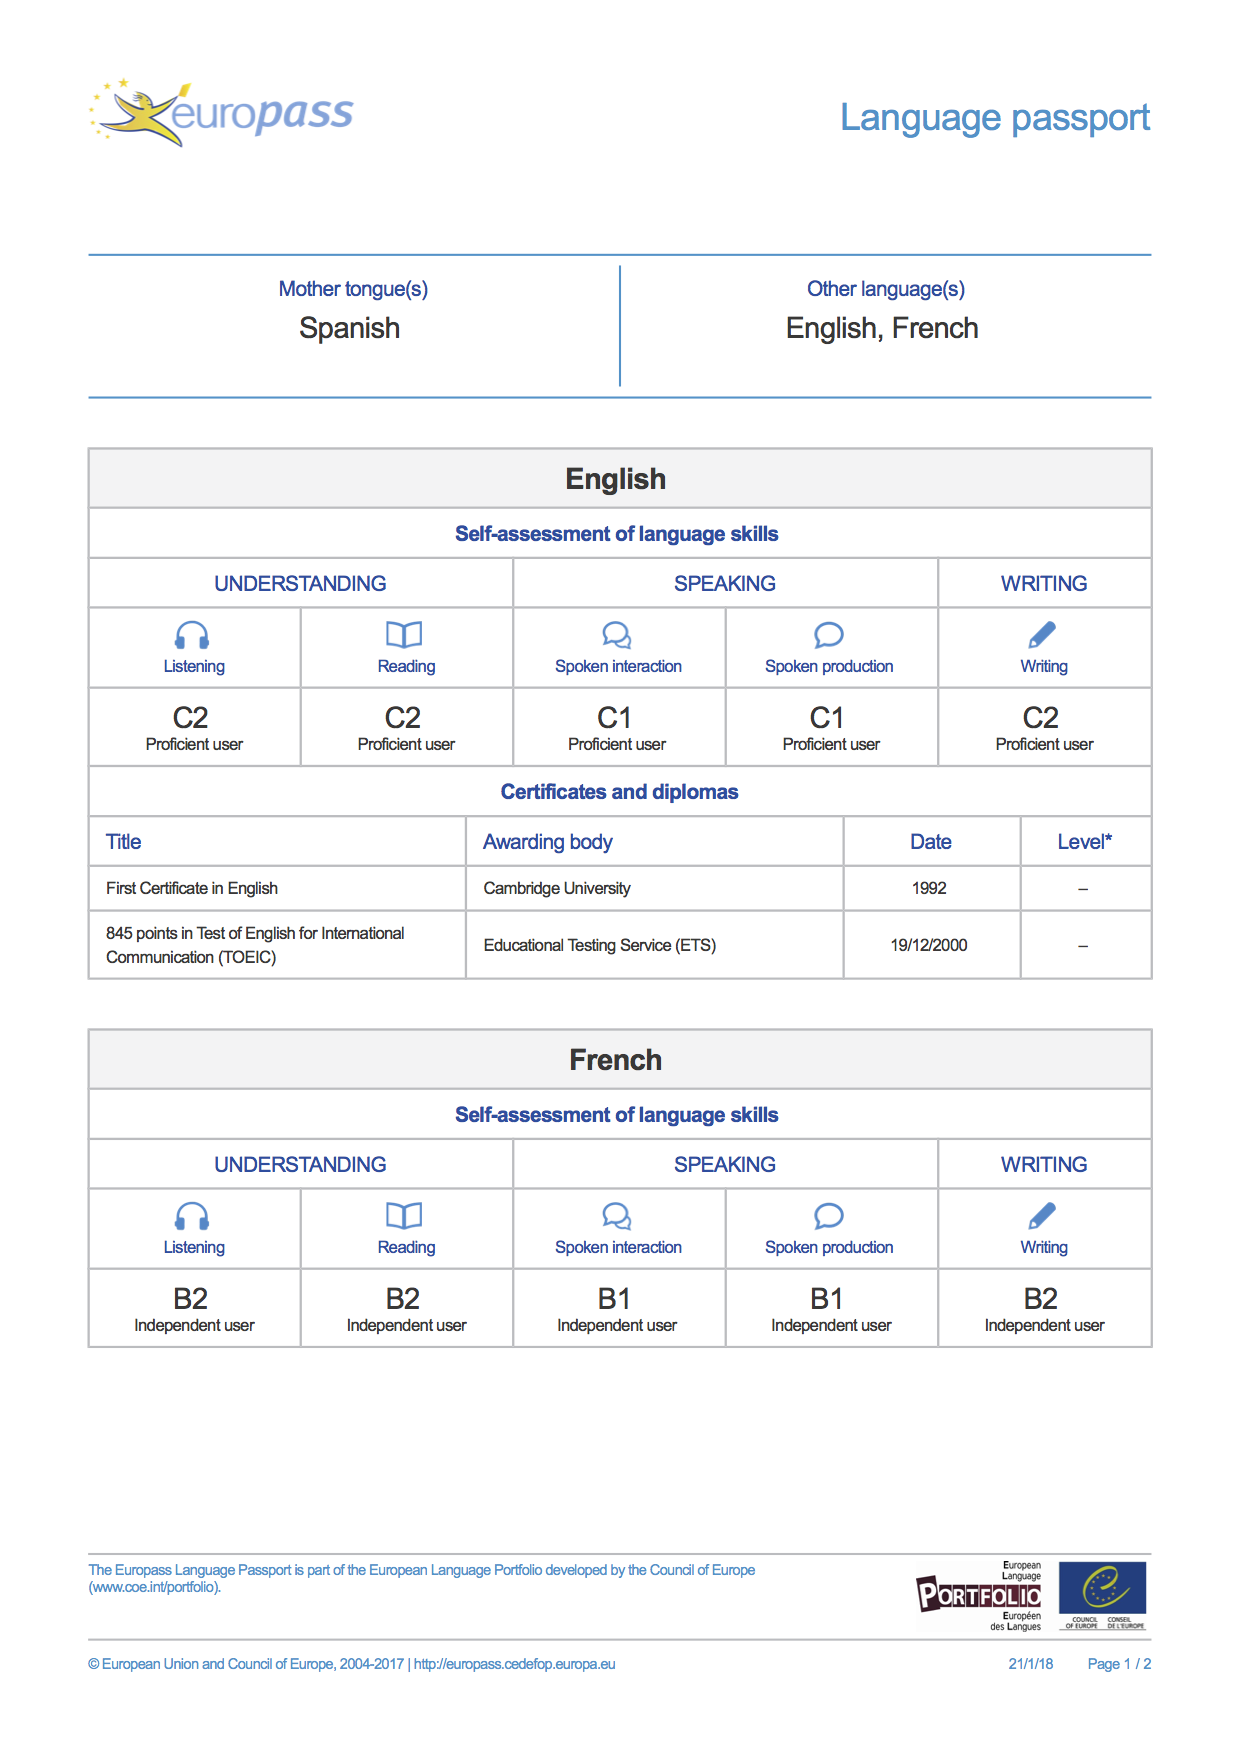 europass
Language passport
Mother tongue(s)
Spanish
Other language(s)
English, French
English
Self-assessment of language skills
UNDERSTANDING SPEAKING WRITING
Listening Reading Spoken interaction Spoken production Writing
C2 C2 C1 C1 C2
Proficient user Proficient user Proficient user Proficient user Proficient user
Certificates and diplomas
Title Awarding body Date Level*
First Certificate in English Cambridge University 1992 –
845 points in Test of English for International
Communication (TOEIC) Educational Testing Service (ETS) 19/12/2000 –
French
Self-assessment of language skills
UNDERSTANDING SPEAKING WRITING
Listening Reading Spoken interaction Spoken production Writing
B2 B2 B1 B1 B2
Independent user Independent user Independent user Independent user Independent user
The Europass Language Passport is part of the European Language Portfolio developed by the Council of Europe
(www.coe.int/portfolio).
European
Language
PORTFOLIO
Européen
des Langues
COUNCIL CONSEIL
OF EUROPE DE L'EUROPE
© European Union and Council of Europe, 2004-2017 | http://europass.cedefop.europa.eu 21/1/18 Page 1 / 2